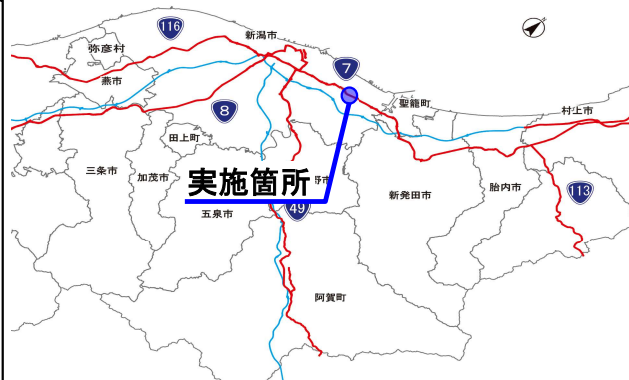 116
新潟市
弥彦村
7
燕市
聖籠町
8
村上市
田上町
三条市
加茂市
実施箇所
野市
新発田市
胎内市
113
五泉市
49
阿賀町